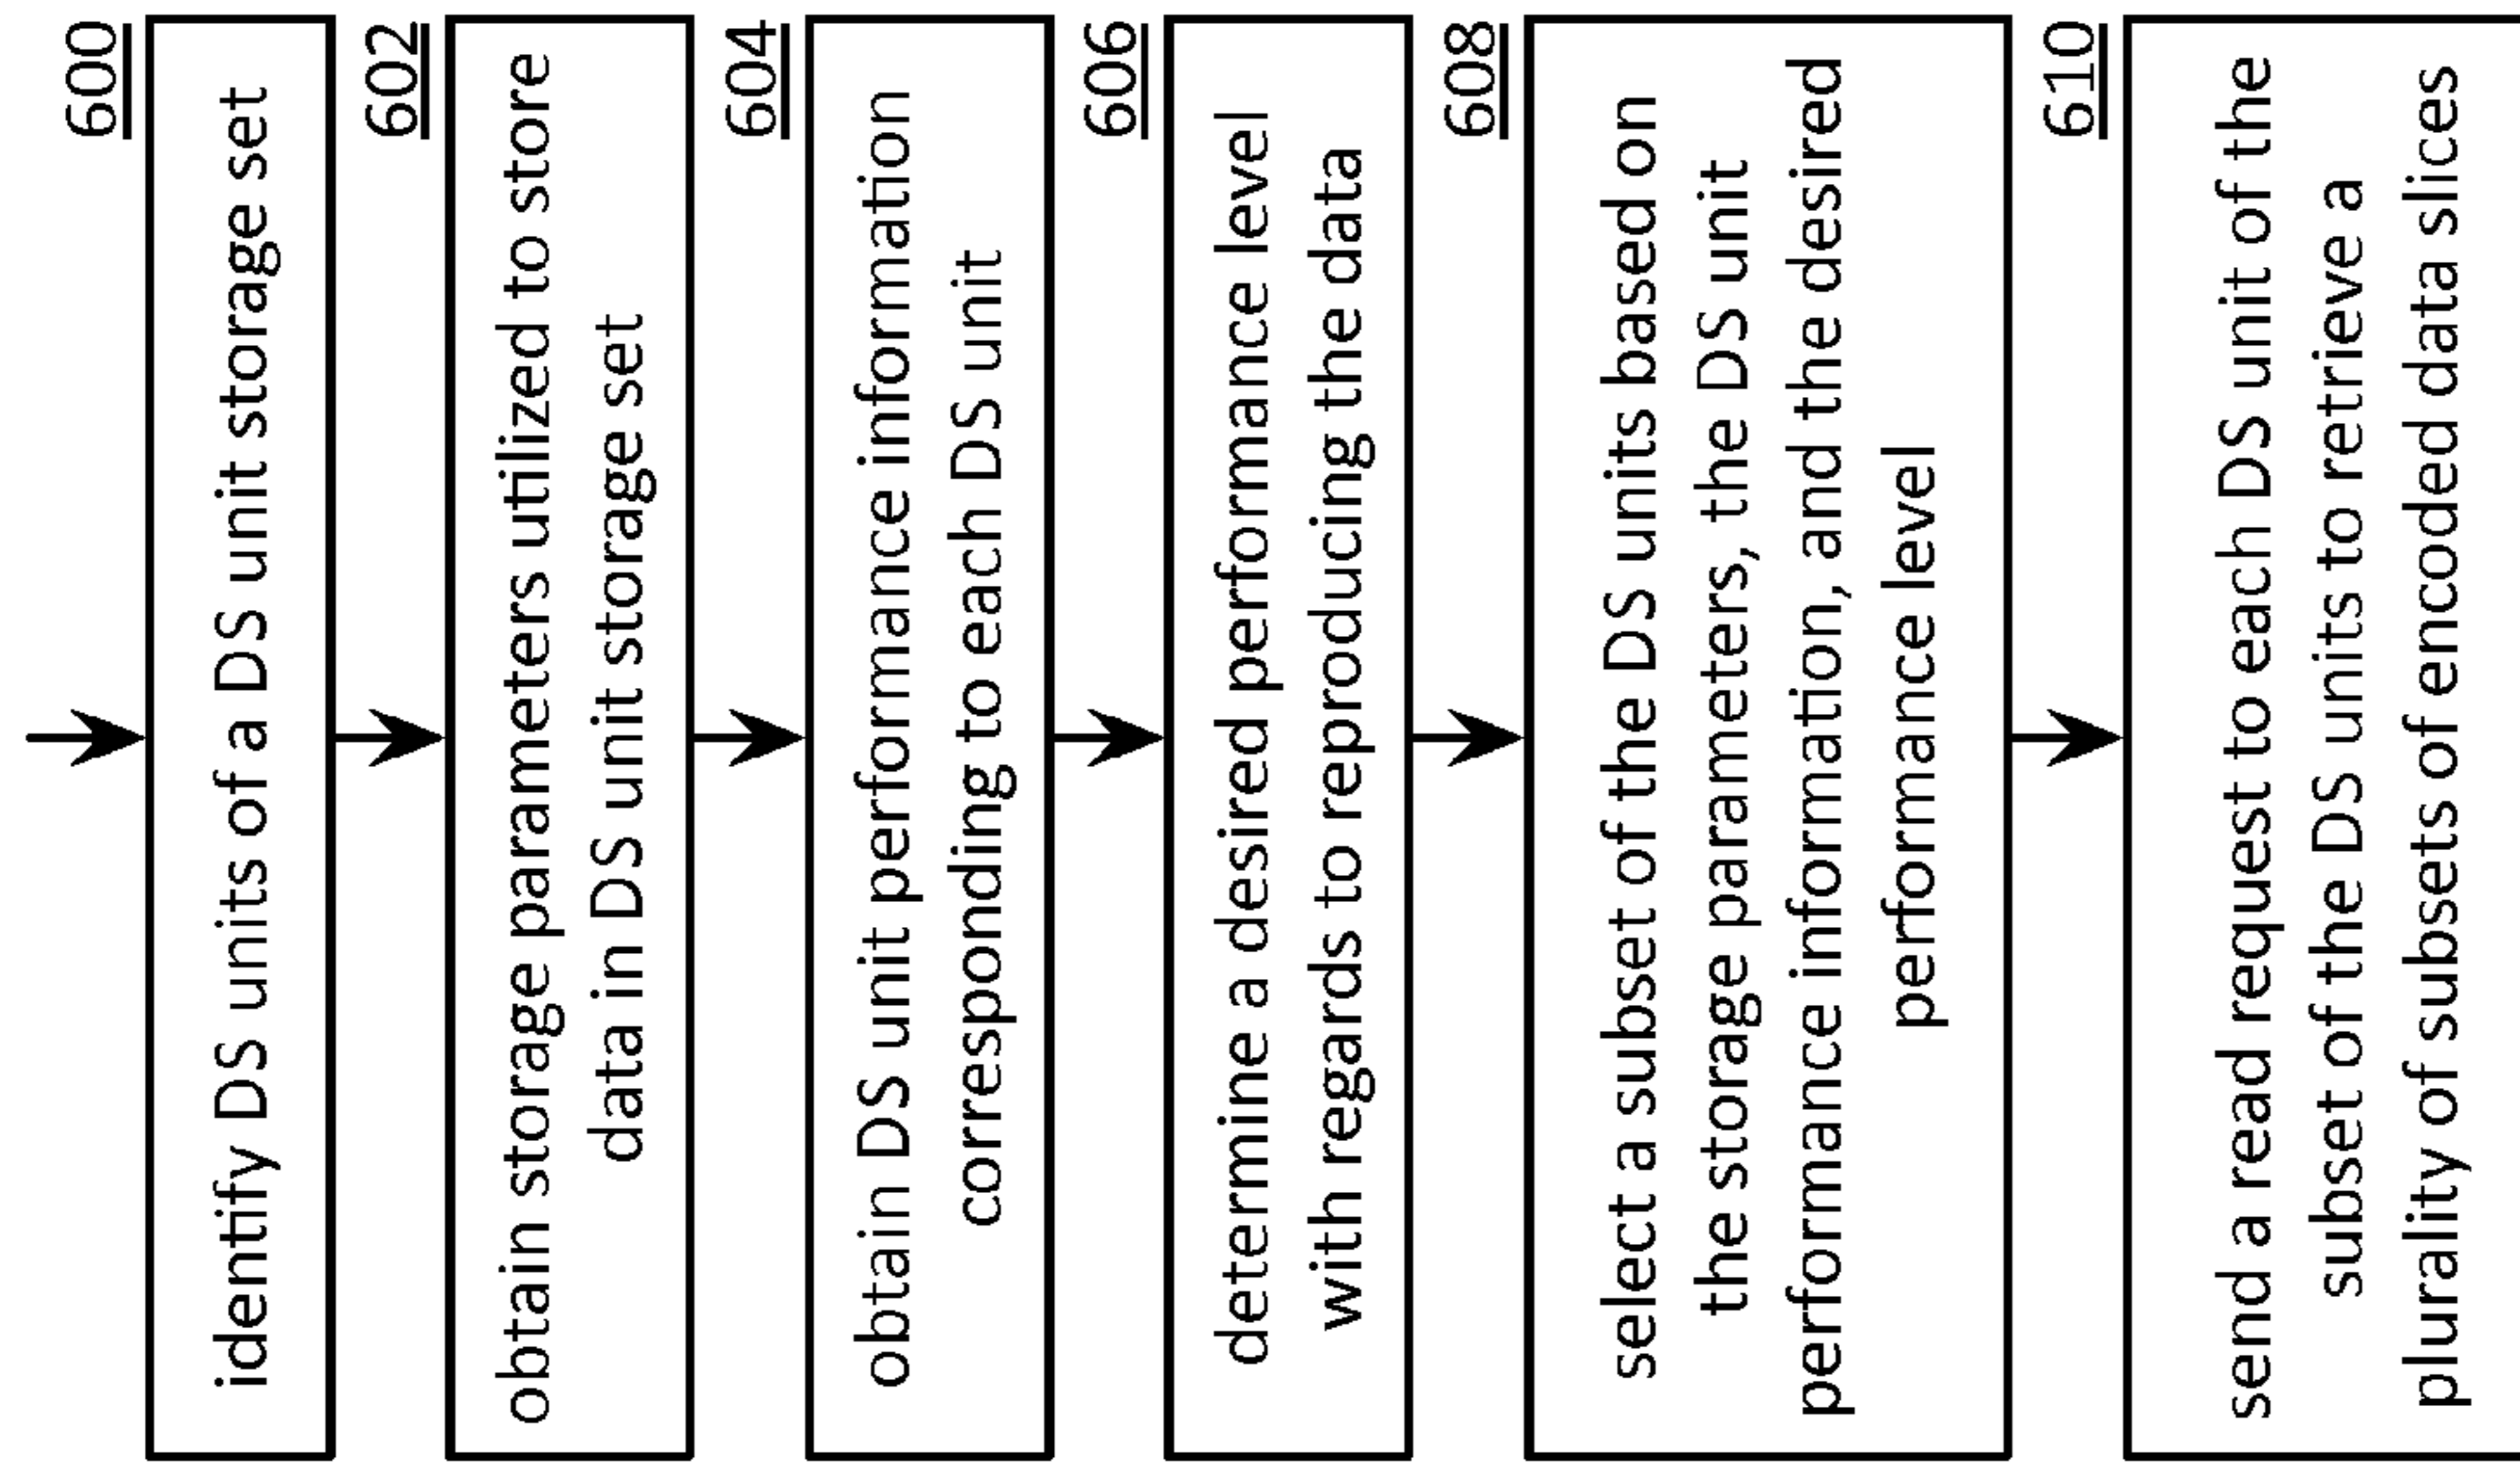 600
identify DS units of a DS unit storage set
602
obtain storage parameters utilized to store
data in DS unit storage set
604
obtain DS unit performance information
corresponding to each DS unit
606
determine a desired performance level
with regards to reproducing the data
608
select a subset of the DS units based on
the storage parameters, the DS unit
performance information, and the desired
performance level
610
send a read request to each DS unit of the
subset of the DS units to retrieve a
plurality of subsets of encoded data slices